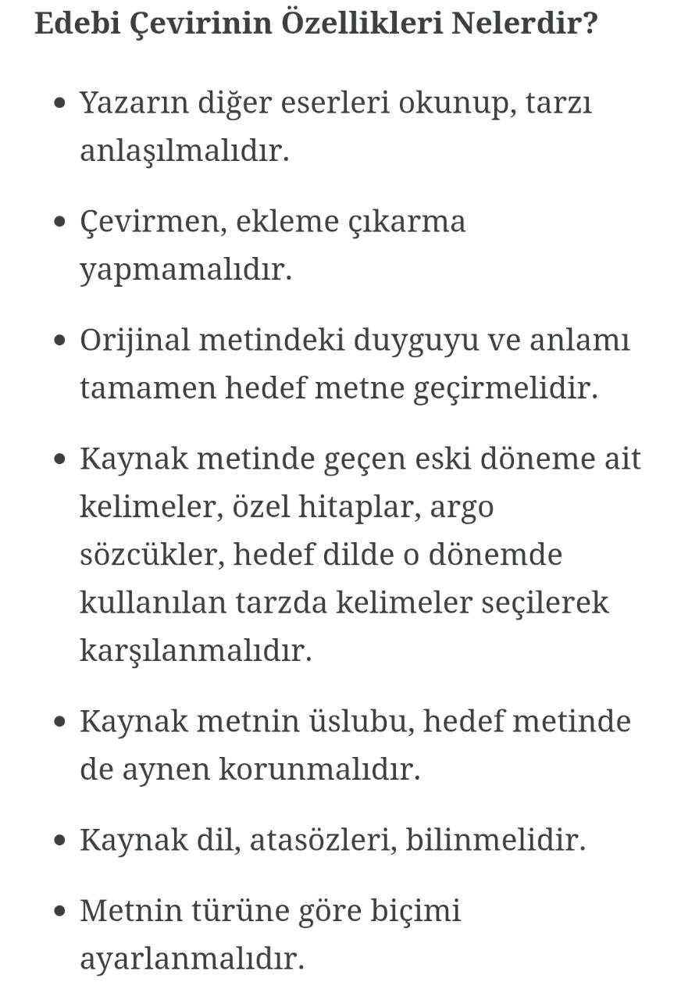 Edebi Çevirinin Özellikleri Nelerdir?
• Yazarın diğer eserleri okunup, tarzı
anlaşılmalıdır.
• Çevirmen, ekleme çıkarma
yapmamalıdır.
• Orijinal metindeki duyguyu ve anlamı
tamamen hedef metne geçirmelidir.
• Kaynak metinde geçen eski döneme ait
kelimeler, özel hitaplar, argo
sözcükler, hedef dilde o dönemde
kullanılan tarzda kelimeler seçilerek
karşılanmalıdır.
• Kaynak metnin üslubu, hedef metinde
de aynen korunmalıdır.
• Kaynak dil, atasözleri, bilinmelidir.
• Metnin türüne göre biçimi
ayarlanmalıdır.